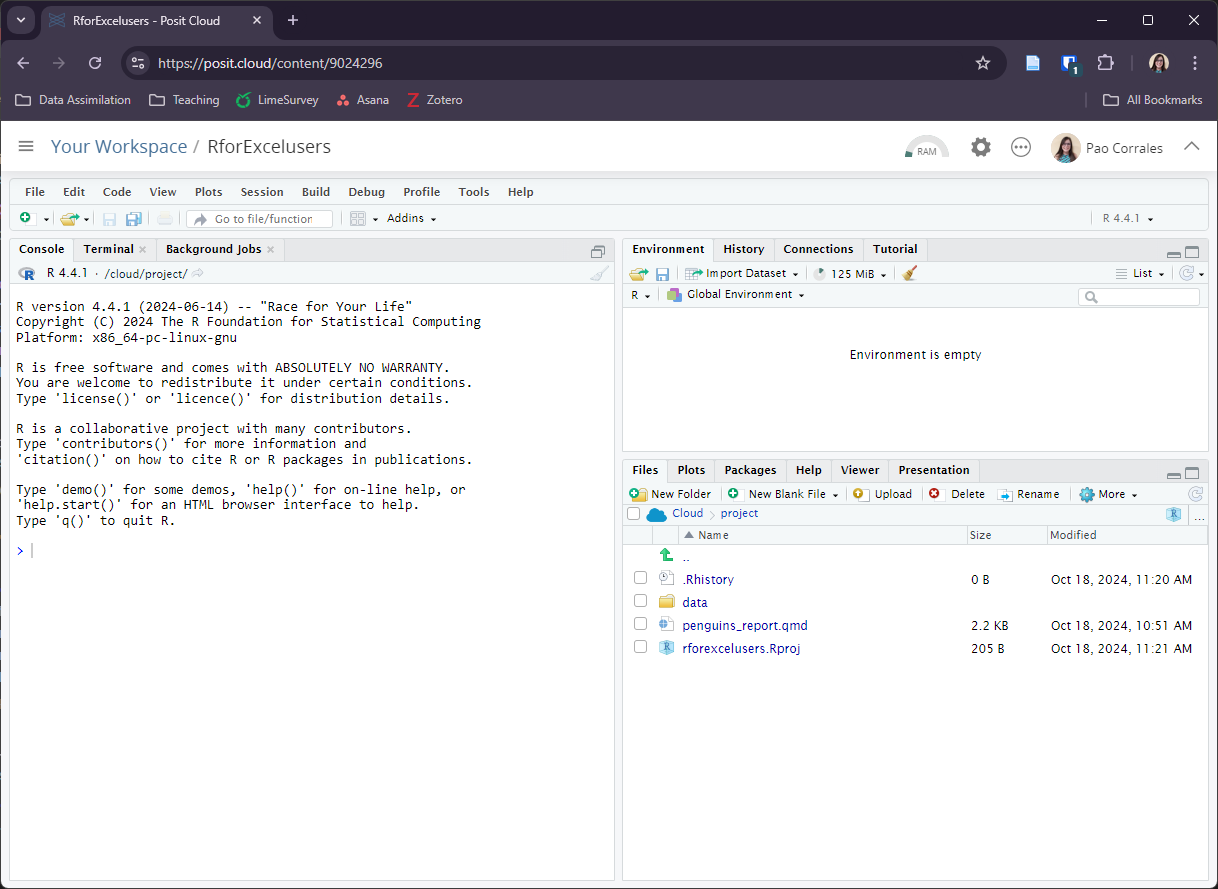 RforExcelusers - Posit Cloud
https://posit.cloud/content/9024296
1
Data Assimilation Teaching LimeSurvey Asana Zotero All Bookmarks
Your Workspace / RforExcelusers RAM Pao Corrales
File Edit Code View Plots Session Build Debug Profile Tools Help
Go to file/function Addins R 4.4.1
Console Terminal Background Jobs
R 4.4.1 · /cloud/project/
R version 4.4.1 (2024-06-14) -- "Race for Your Life"
Copyright (C) 2024 The R Foundation for Statistical Computing
Platform: x86_64-pc-linux-gnu
R is free software and comes with ABSOLUTELY NO WARRANTY.
You are welcome to redistribute it under certain conditions.
Type 'license()' or 'licence()' for distribution details.
R is a collaborative project with many contributors.
Type 'contributors()' for more information and
'citation()' on how to cite R or R packages in publications.
Type 'demo()' for some demos, 'help()' for on-line help, or
'help.start()' for an HTML browser interface to help.
Type 'q()' to quit R.
>
Environment History Connections Tutorial
Import Dataset 125 MiB List
R Global Environment
Environment is empty
Files Plots Packages Help Viewer Presentation
New Folder New Blank File Upload Delete Rename More
Cloud project ...
Name Size Modified
..
.Rhistory 0 B Oct 18, 2024, 11:20 AM
data
penguins_report.qmd 2.2 KB Oct 18, 2024, 10:51 AM
rforexcelusers.Rproj 205 B Oct 18, 2024, 11:21 AM